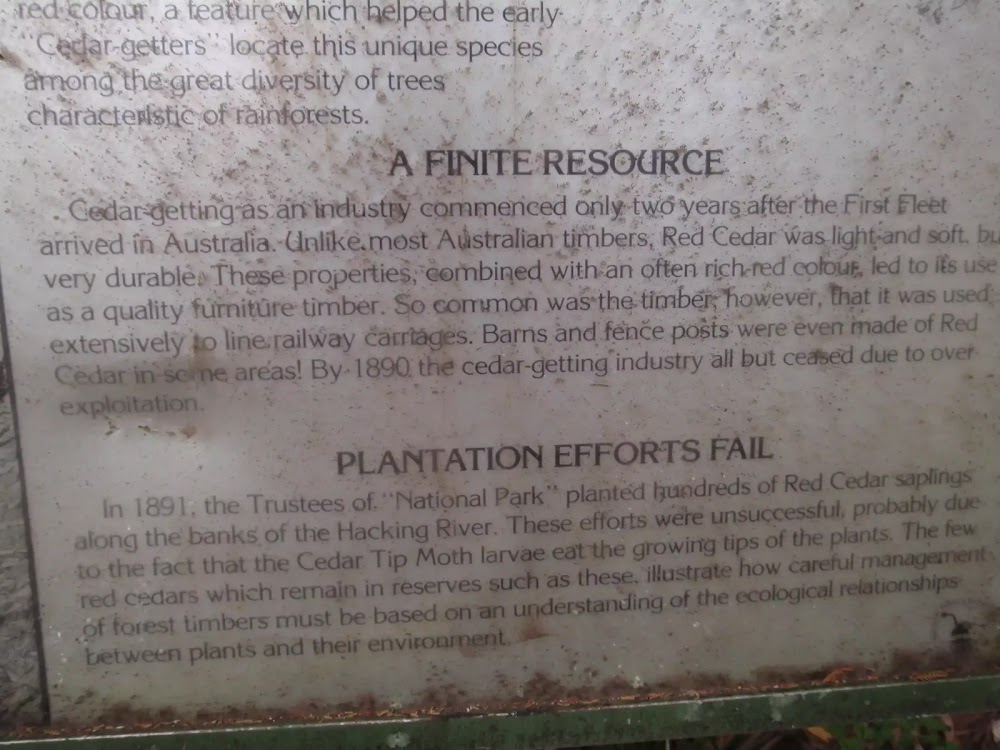 red colour, a feature which helped the early
"Cedar-getters" locate this unique species
among the great diversity of trees
characteristic of rainforests.
A FINITE RESOURCE
Cedar-getting as an industry commenced only two years after the First Fleet
arrived in Australia. Unlike most Australian timbers, Red Cedar was light and soft, bu
very durable. These properties, combined with an often rich red colour, led to its use
as a quality furniture timber. So common was the timber, however, that it was used
extensively to line railway carriages. Barns and fence posts were even made of Red
Cedar in some areas! By 1890 the cedar-getting industry all but ceased due to over
exploitation.
PLANTATION EFFORTS FAIL
In 1891, the Trustees of "National Park" planted hundreds of Red Cedar saplings
along the banks of the Hacking River. These efforts were unsuccessful, probably due
to the fact that the Cedar Tip Moth larvae eat the growing tips of the plants. The few
red cedars which remain in reserves such as these, illustrate how careful management
of forest timbers must be based on an understanding of the ecological relationships
between plants and their environment.